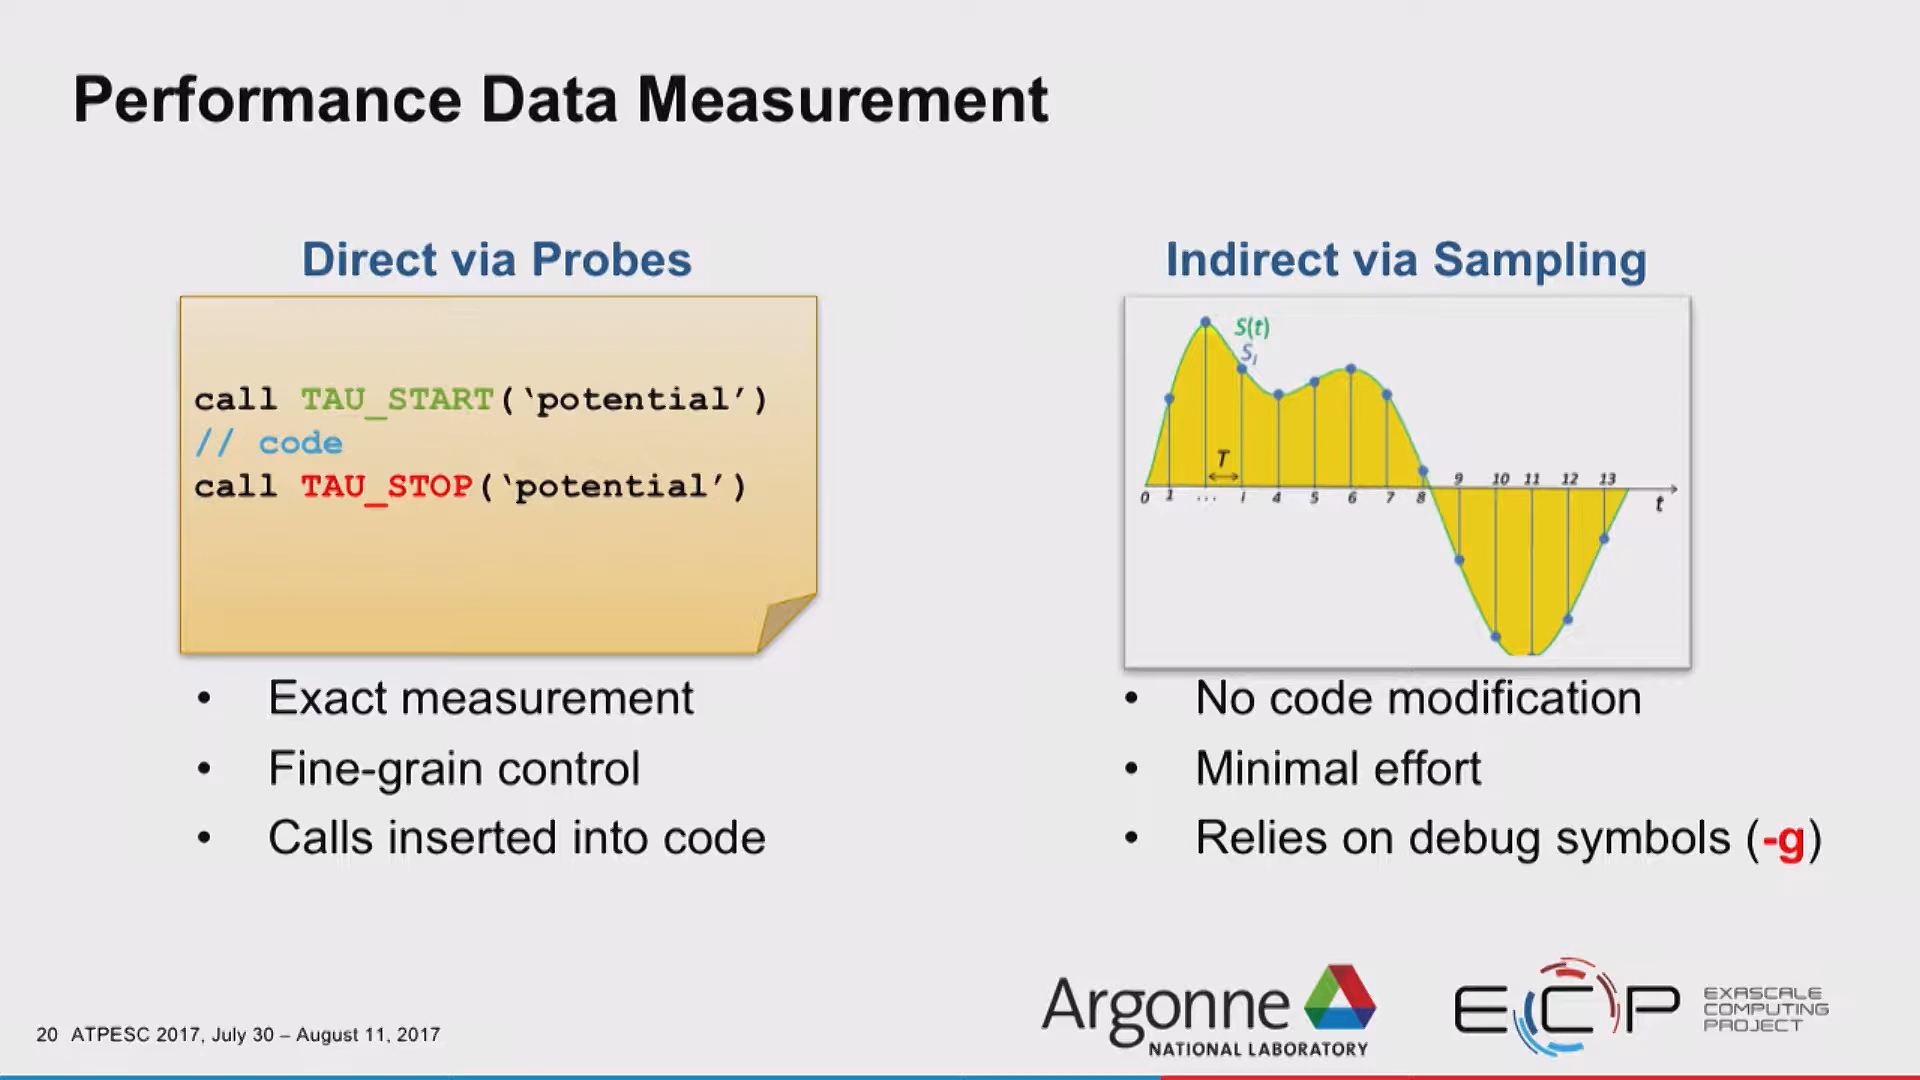 Performance Data Measurement
Direct via Probes
call TAU_START(‘potential’)
// code
call TAU_STOP(‘potential’)
• Exact measurement
• Fine-grain control
• Calls inserted into code
Indirect via Sampling
S(t)
Si
T
0 1 ... i 4 5 6 7 8 9 10 11 12 13
t
• No code modification
• Minimal effort
• Relies on debug symbols (-g)
20 ATPESC 2017, July 30 – August 11, 2017
Argonne
NATIONAL LABORATORY
ECP
EXASCALE
COMPUTING
PROJECT